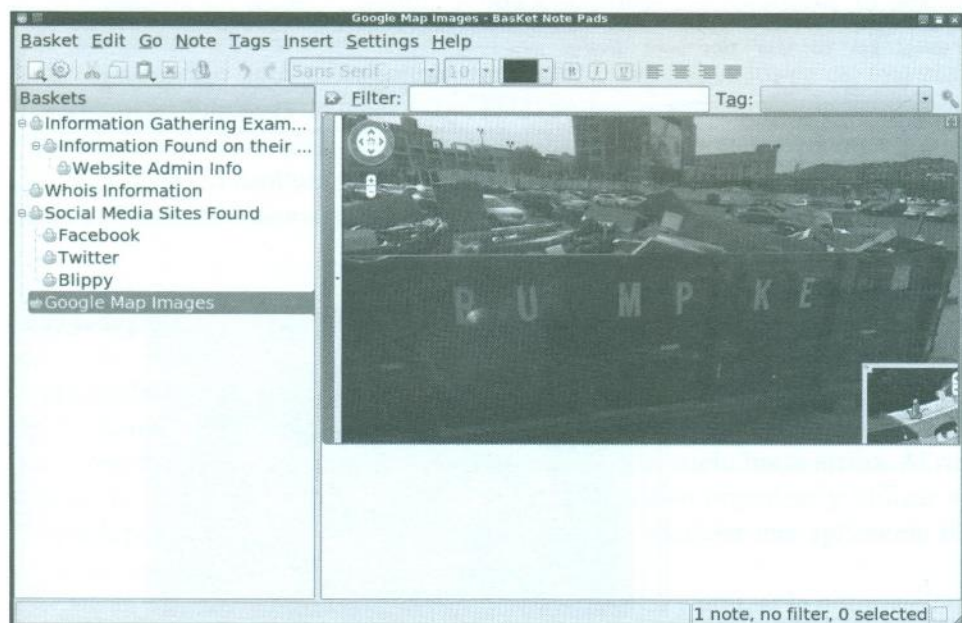 Google Map Images - BasKet Note Pads
Basket Edit Go Note Tags Insert Settings Help
Sans Serif 10 B I U
Baskets
Filter:
Tag:
Information Gathering Exam...
Information Found on their ...
Website Admin Info
Whois Information
Social Media Sites Found
Facebook
Twitter
Blippy
Google Map Images
R U M P K E
1 note, no filter, 0 selected